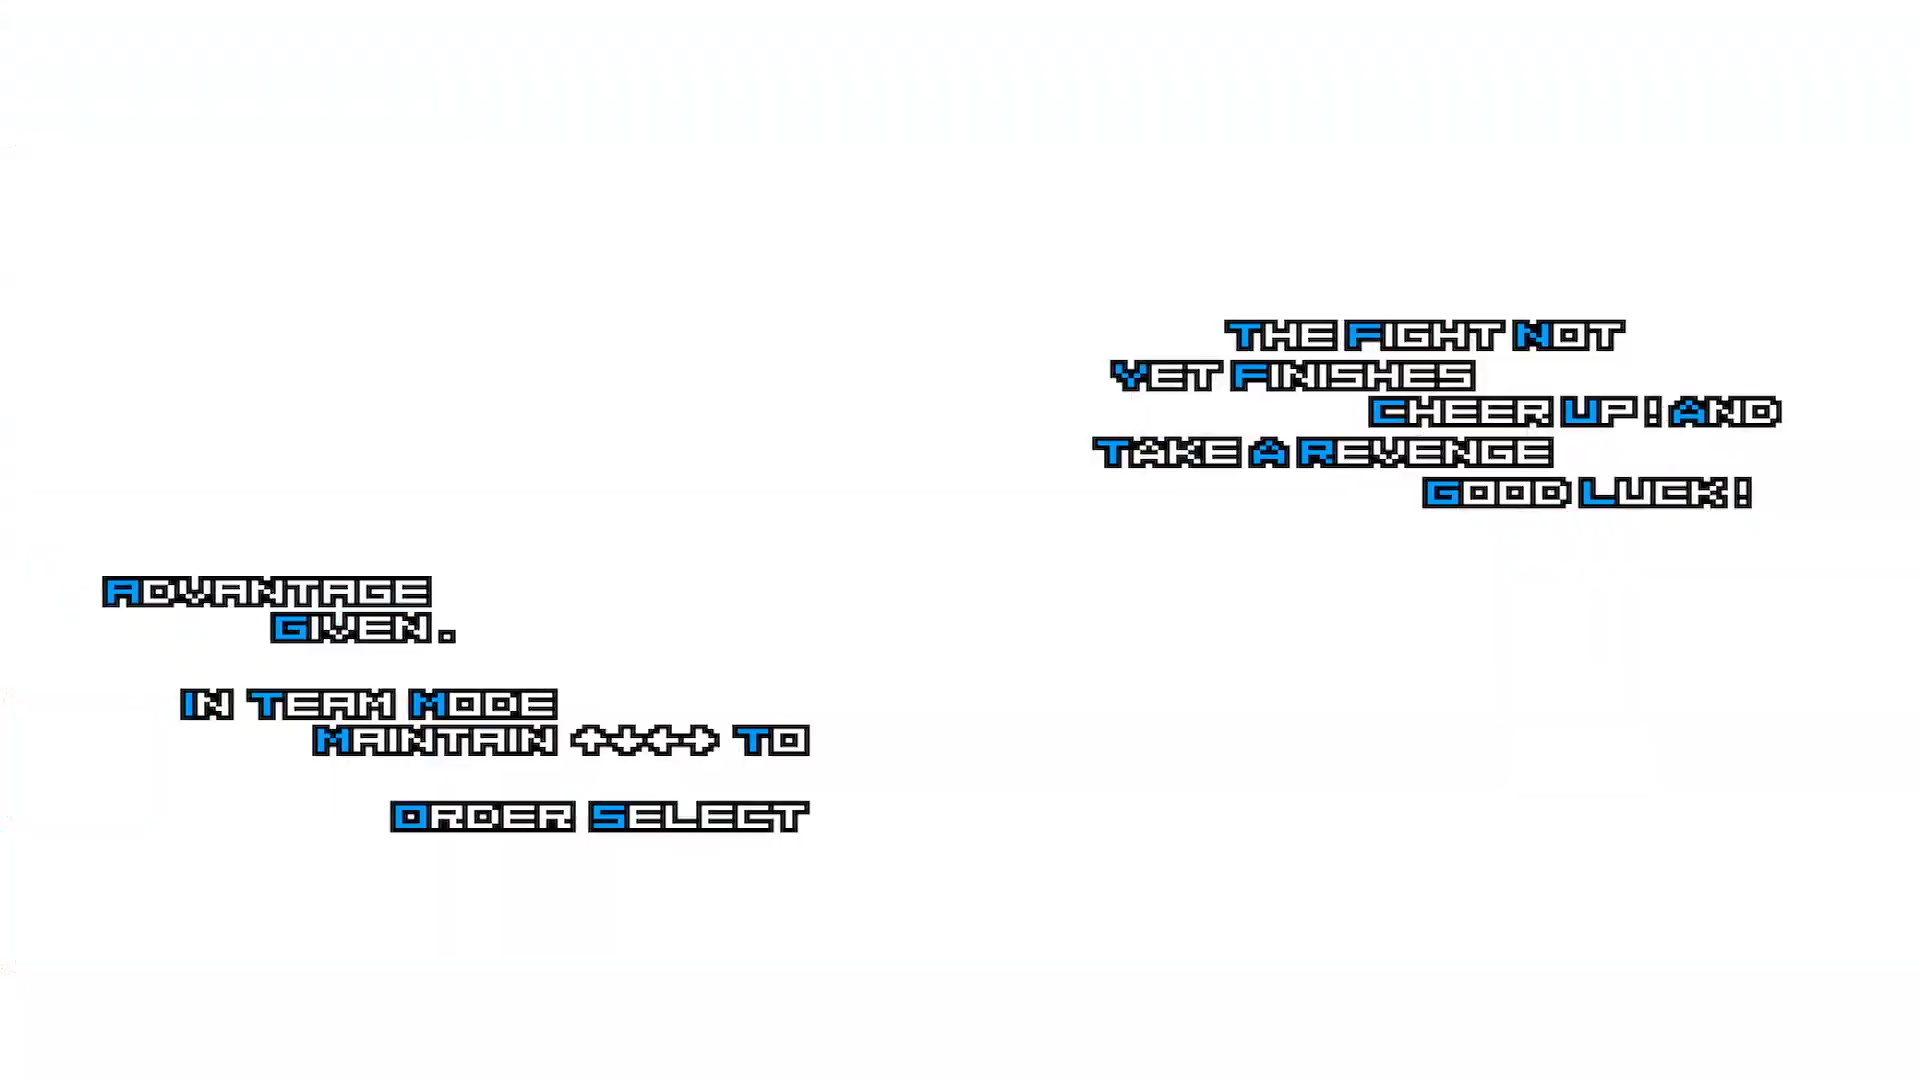 THE FIGHT NOT
YET FINISHES
CHEER UP! AND
TAKE A REVENGE
GOOD LUCK!
ADVANTAGE
GIVEN.
IN TEAM MODE
MAINTAIN ↑↓←→ TO
ORDER SELECT